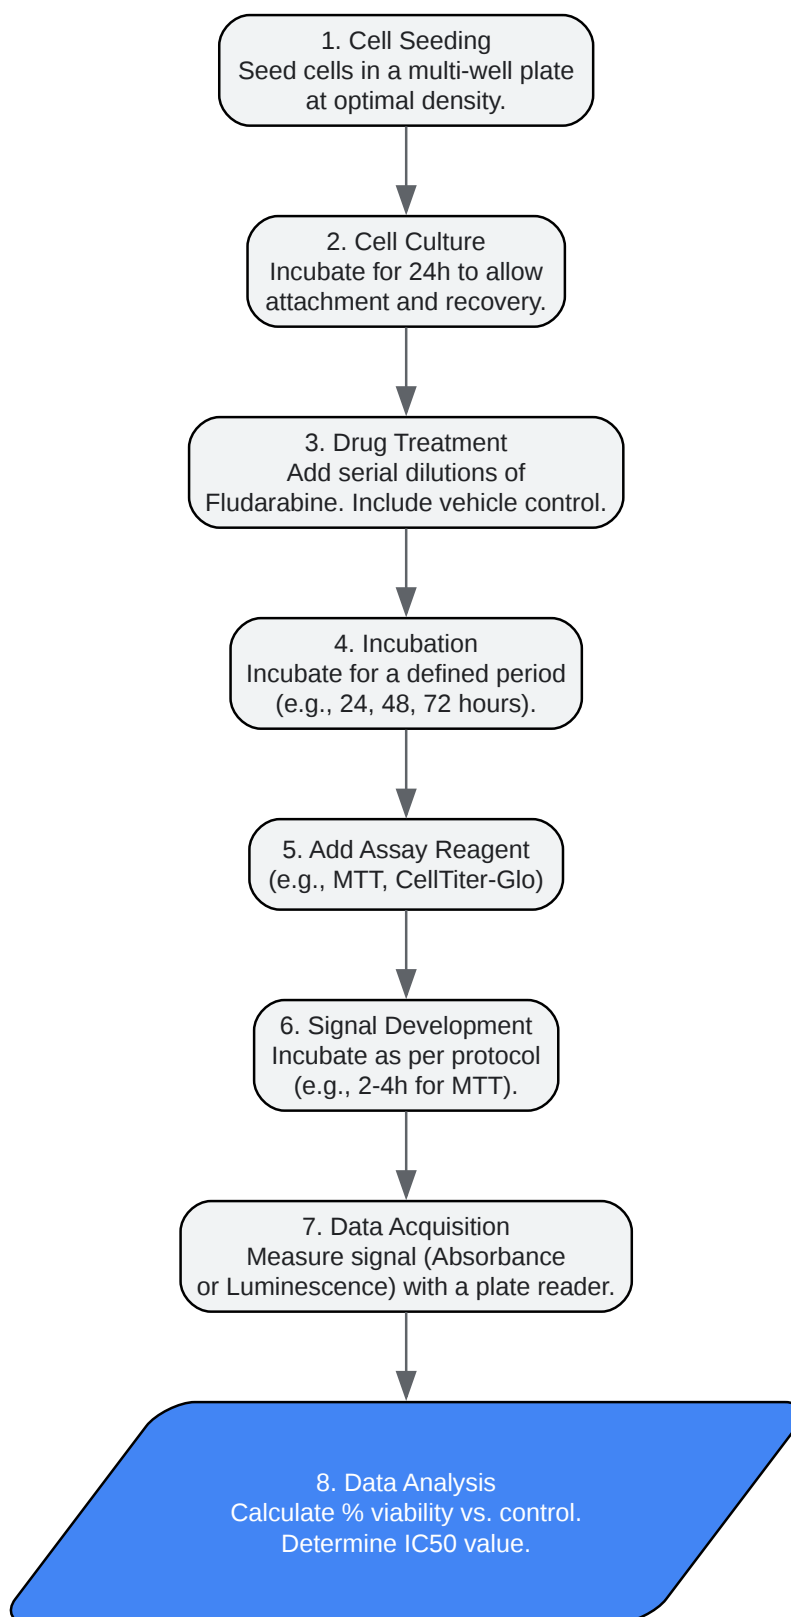 1. Cell Seeding
Seed cells in a multi-well plate
at optimal density.
2. Cell Culture
Incubate for 24h to allow
attachment and recovery.
3. Drug Treatment
Add serial dilutions of
Fludarabine. Include vehicle control.
4. Incubation
Incubate for a defined period
(e.g., 24, 48, 72 hours).
5. Add Assay Reagent
(e.g., MTT, CellTiter-Glo)
6. Signal Development
Incubate as per protocol
(e.g., 2-4h for MTT).
7. Data Acquisition
Measure signal (Absorbance
or Luminescence) with a plate reader.
8. Data Analysis
Calculate % viability vs. control.
Determine IC50 value.